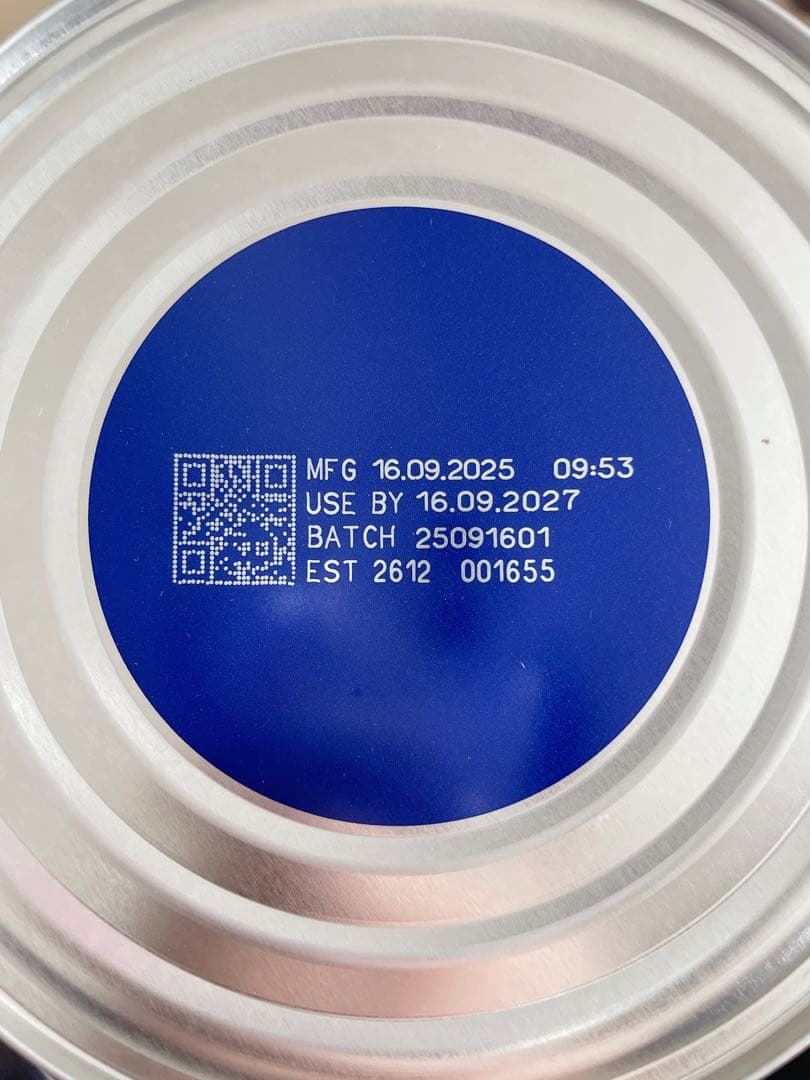 MFG 16.09.2025 09:53
USE BY 16.09.2027
BATCH 25091601
EST 2612 001655